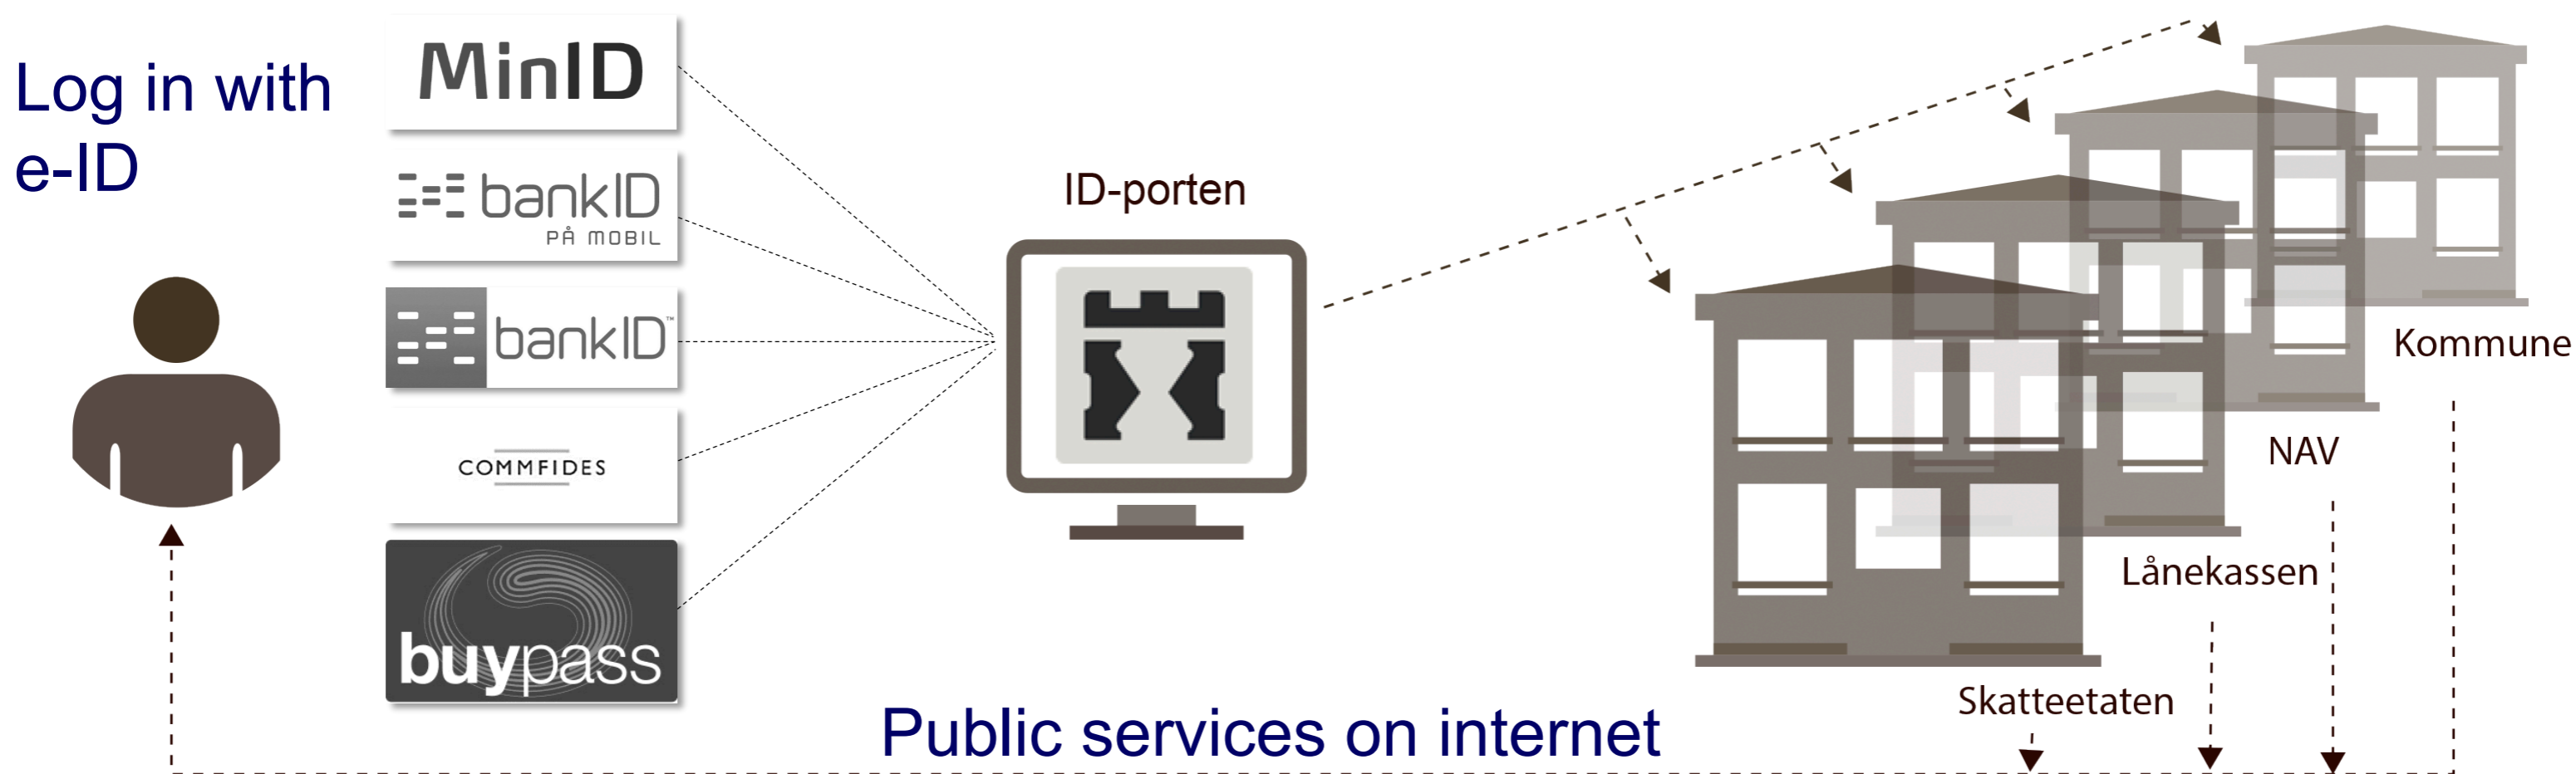 Log in with
e-ID
MinID
bankID
PÅ MOBIL
bankID™
COMMFIDES
buypass
ID-porten
Kommune
NAV
Lånekassen
Skatteetaten
Public services on internet